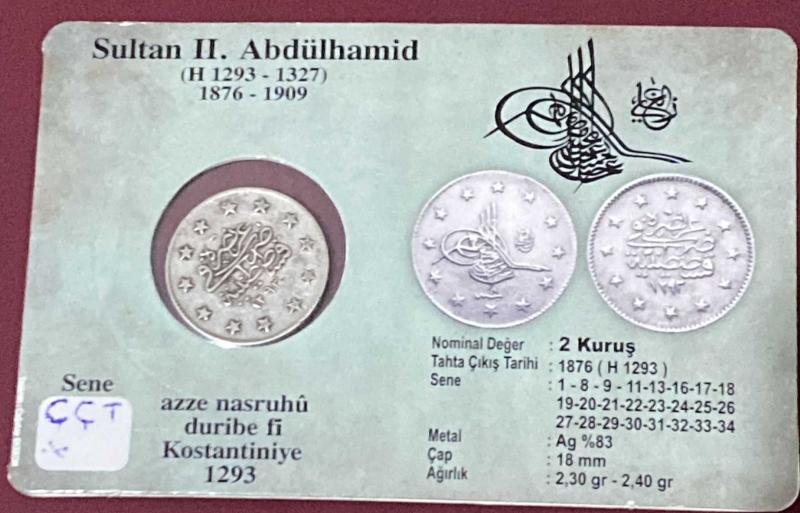 Sultan II. Abdülhamid
(H 1293 - 1327)
1876 - 1909
١٢٩٣
Nominal Değer : 2 Kuruş
Tahta Çıkış Tarihi : 1876 ( H 1293 )
Sene : 1 - 8 - 9 - 11-13-16-17-18
19-20-21-22-23-24-25-26
27-28-29-30-31-32-33-34
Metal : Ag %83
Çap : 18 mm
Ağırlık : 2,30 gr - 2,40 gr
Sene
ÇÇT
azze nasruhû
duribe fî
Kostantiniye
1293